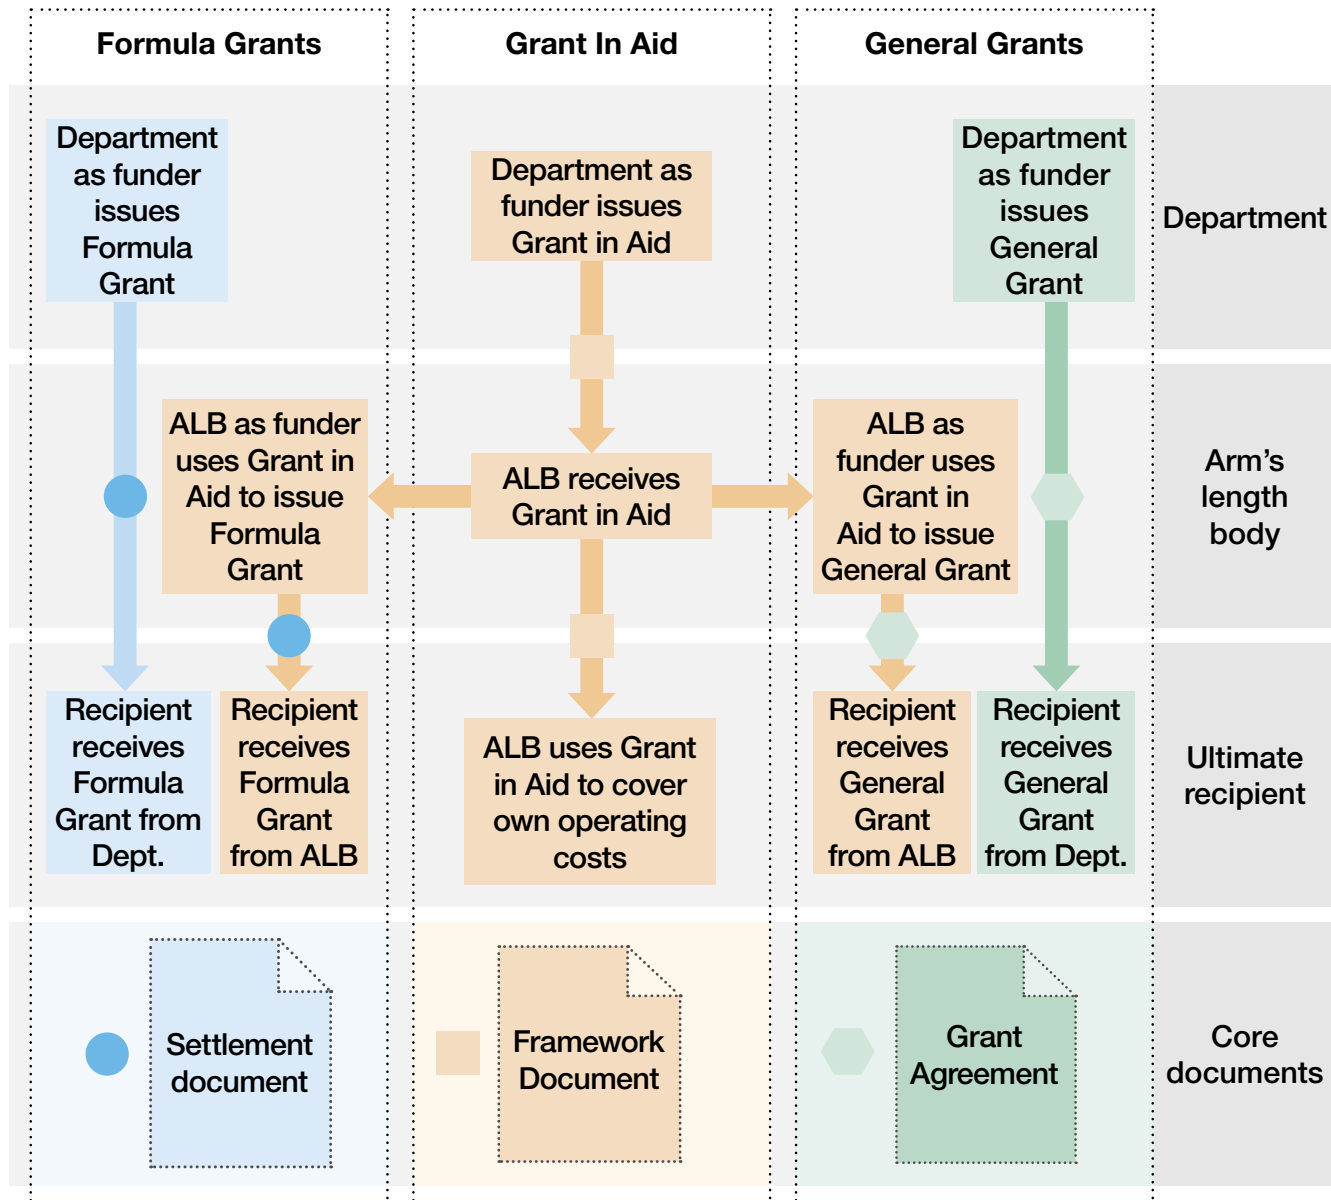 Formula Grants
Grant In Aid
General Grants
Department
as funder
issues
Formula
Grant
Department as
funder issues
Grant in Aid
Department
as funder
issues
General
Grant
Department
ALB as funder
uses Grant in
Aid to issue
Formula
Grant
ALB receives
Grant in Aid
ALB as
funder uses
Grant in
Aid to issue
General Grant
Arm's
length
body
Recipient
receives
Formula
Grant from
Dept.
Recipient
receives
Formula
Grant
from ALB
ALB uses Grant
in Aid to cover
own operating
costs
Recipient
receives
General
Grant
from ALB
Recipient
receives
General
Grant
from Dept.
Ultimate
recipient
Settlement
document
Framework
Document
Grant
Agreement
Core
documents